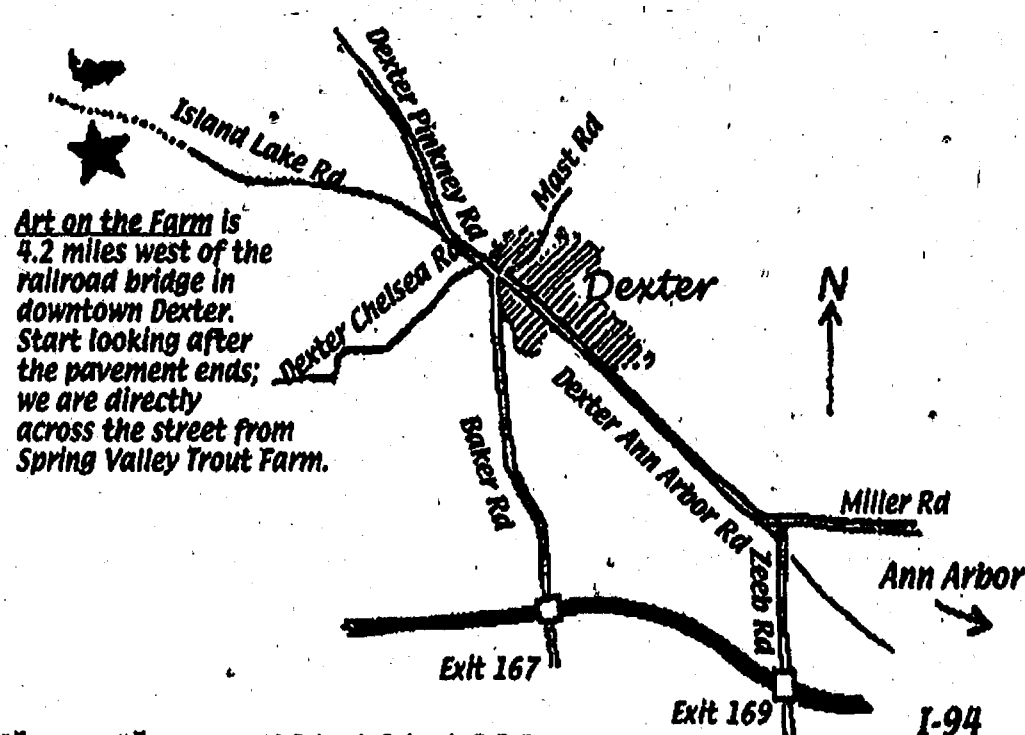 Dexter Pinkney Rd
Island Lake Rd
Mast Rd
Art on the Farm is
4.2 miles west of the
railroad bridge in
downtown Dexter.
Start looking after
the pavement ends;
we are directly
across the street from
Spring Valley Trout Farm.
Dexter Chelsea Rd
Dexter
N
Dexter Ann Arbor Rd
Baker Rd
Miller Rd
Zeeb Rd
Ann Arbor
Exit 167
Exit 169
I-94